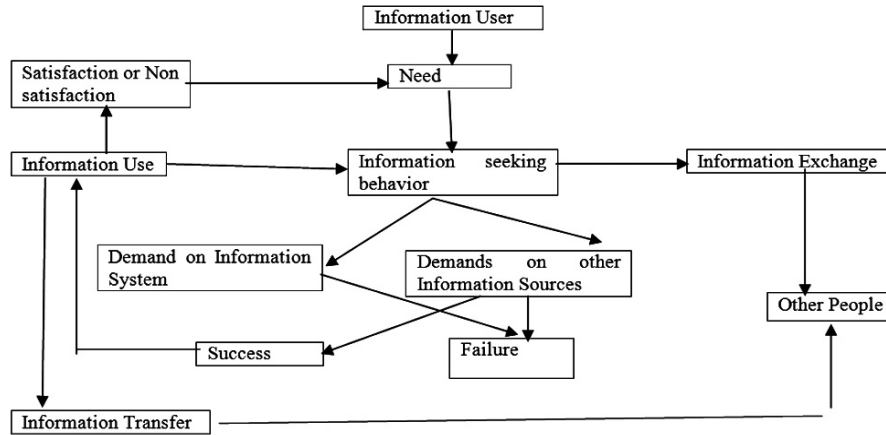 Information User
Satisfaction or Non
satisfaction
Need
Information Use
Information seeking
behavior
Information Exchange
Demand on Information
System
Demands on other
Information Sources
Other People
Success
Failure
Information Transfer